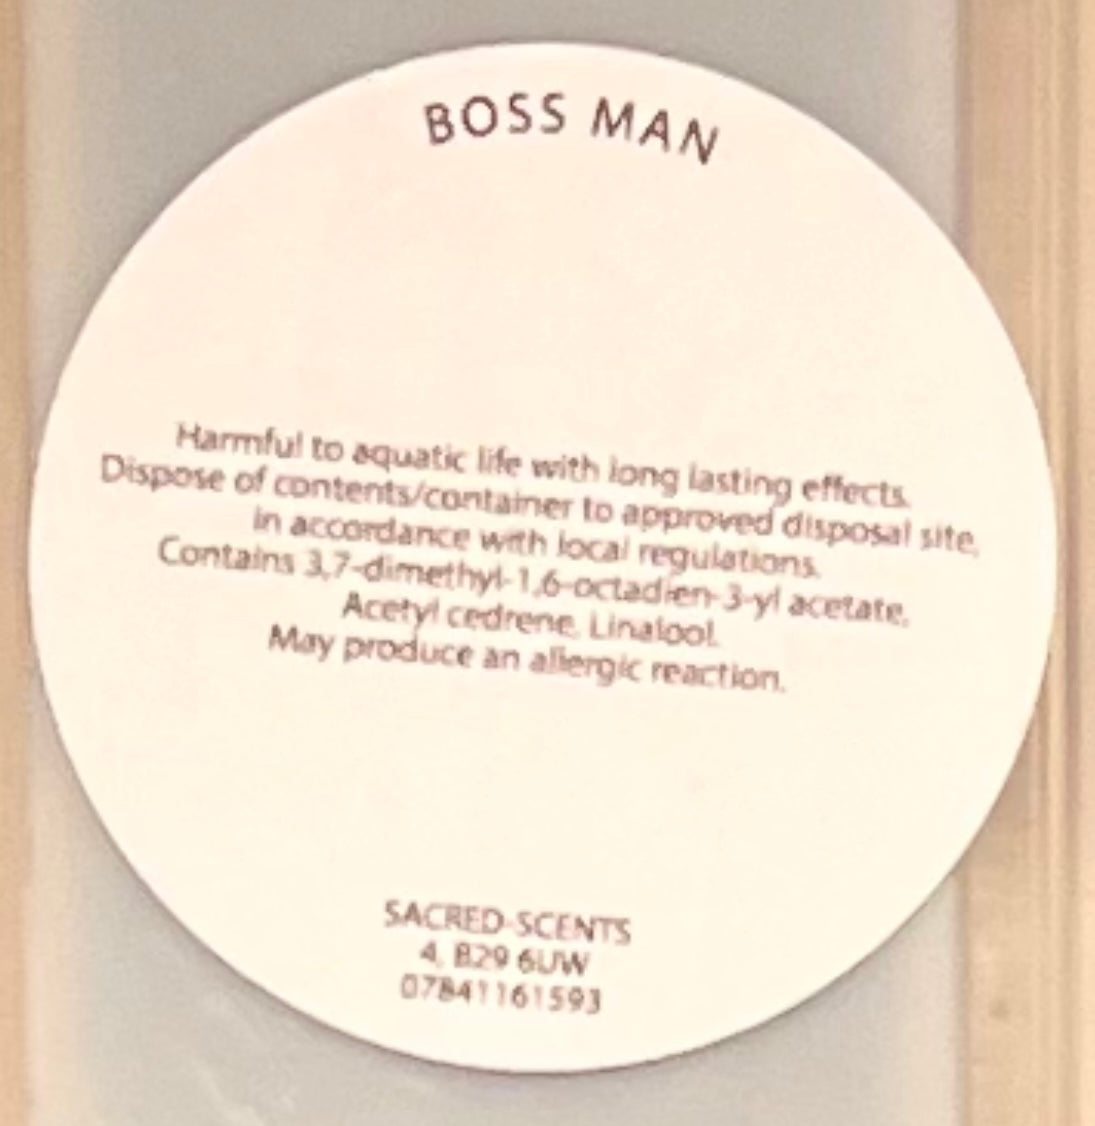 BOSS MAN
Harmful to aquatic life with long lasting effects.
Dispose of contents/container to approved disposal site,
in accordance with local regulations.
Contains 3,7-dimethyl-1,6-octadien-3-yl acetate,
Acetyl cedrene, Linalool.
May produce an allergic reaction.
SACRED-SCENTS
4, B29 6UW
07841161593